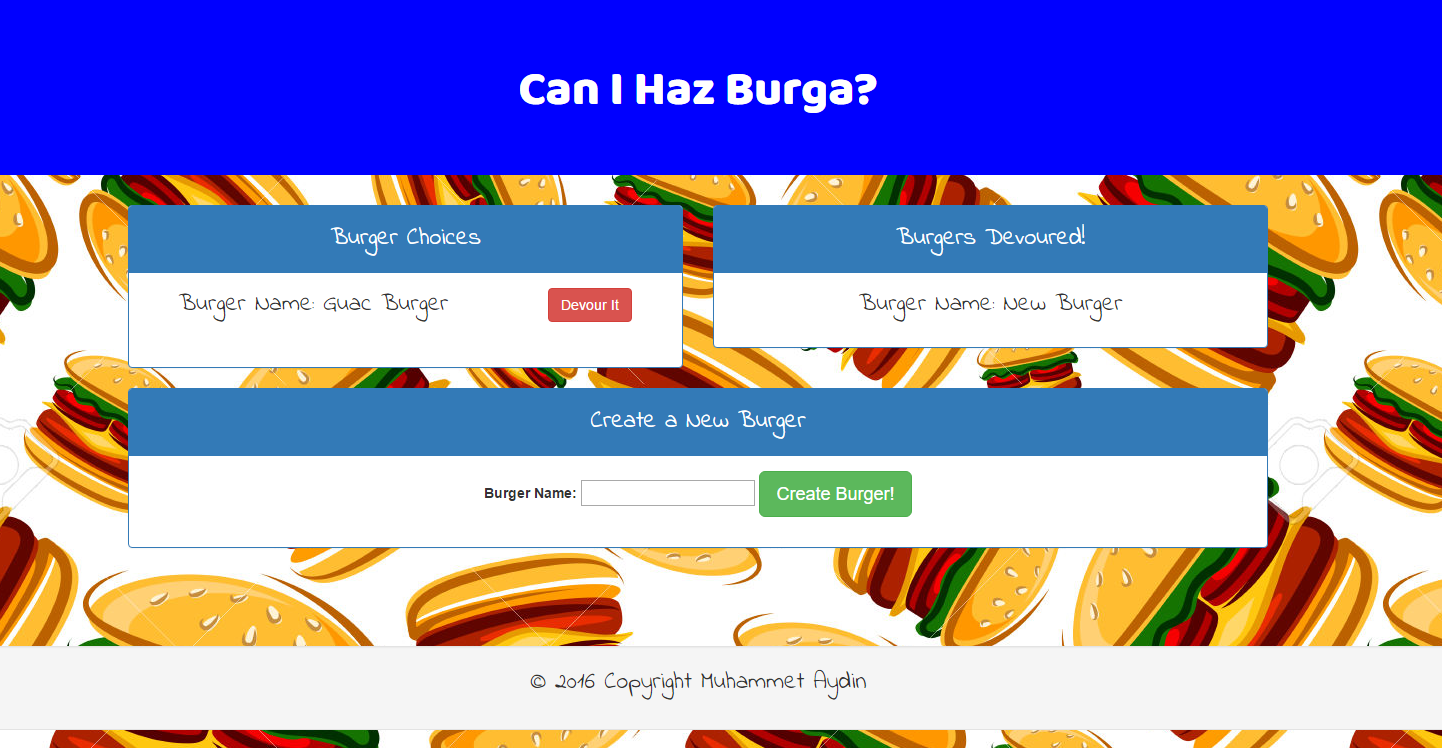 Can I Haz Burga?
Burger Choices
Burger Name: Guac Burger
Devour It
Burgers Devoured!
Burger Name: New Burger
Create a New Burger
Burger Name:
Create Burger!
© 2016 Copyright Muhammet Aydin